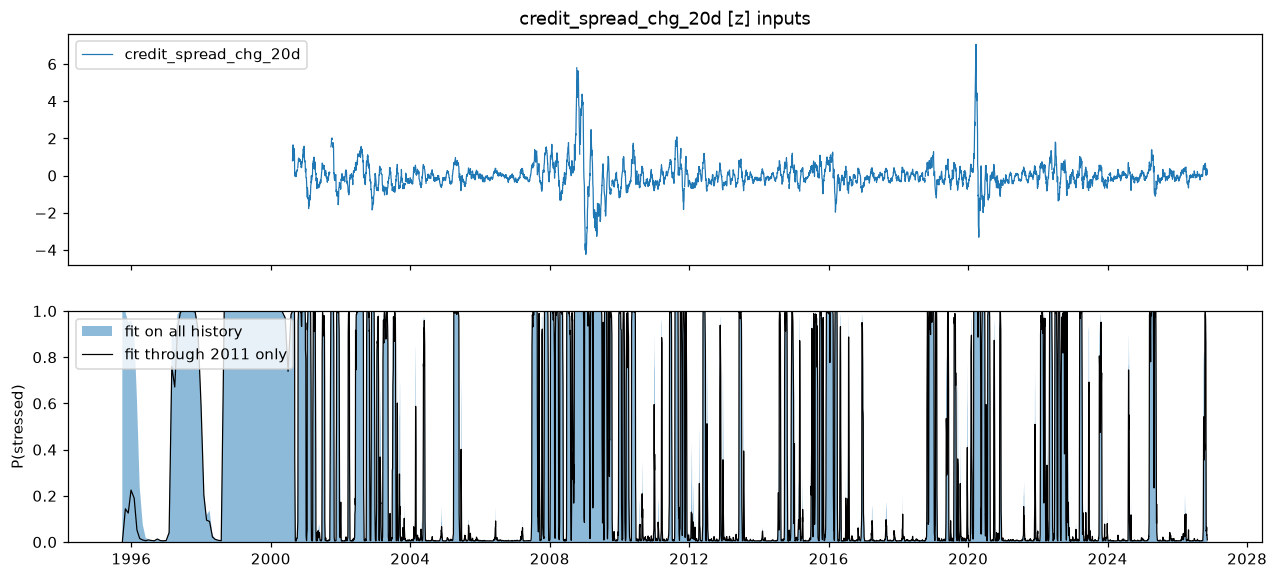 credit_spread_chg_20d [z] inputs
credit_spread_chg_20d
6
4
2
0
−2
−4
1.0
0.8
0.6
0.4
0.2
0.0
P(stressed)
fit on all history
fit through 2011 only
1996 2000 2004 2008 2012 2016 2020 2024 2028